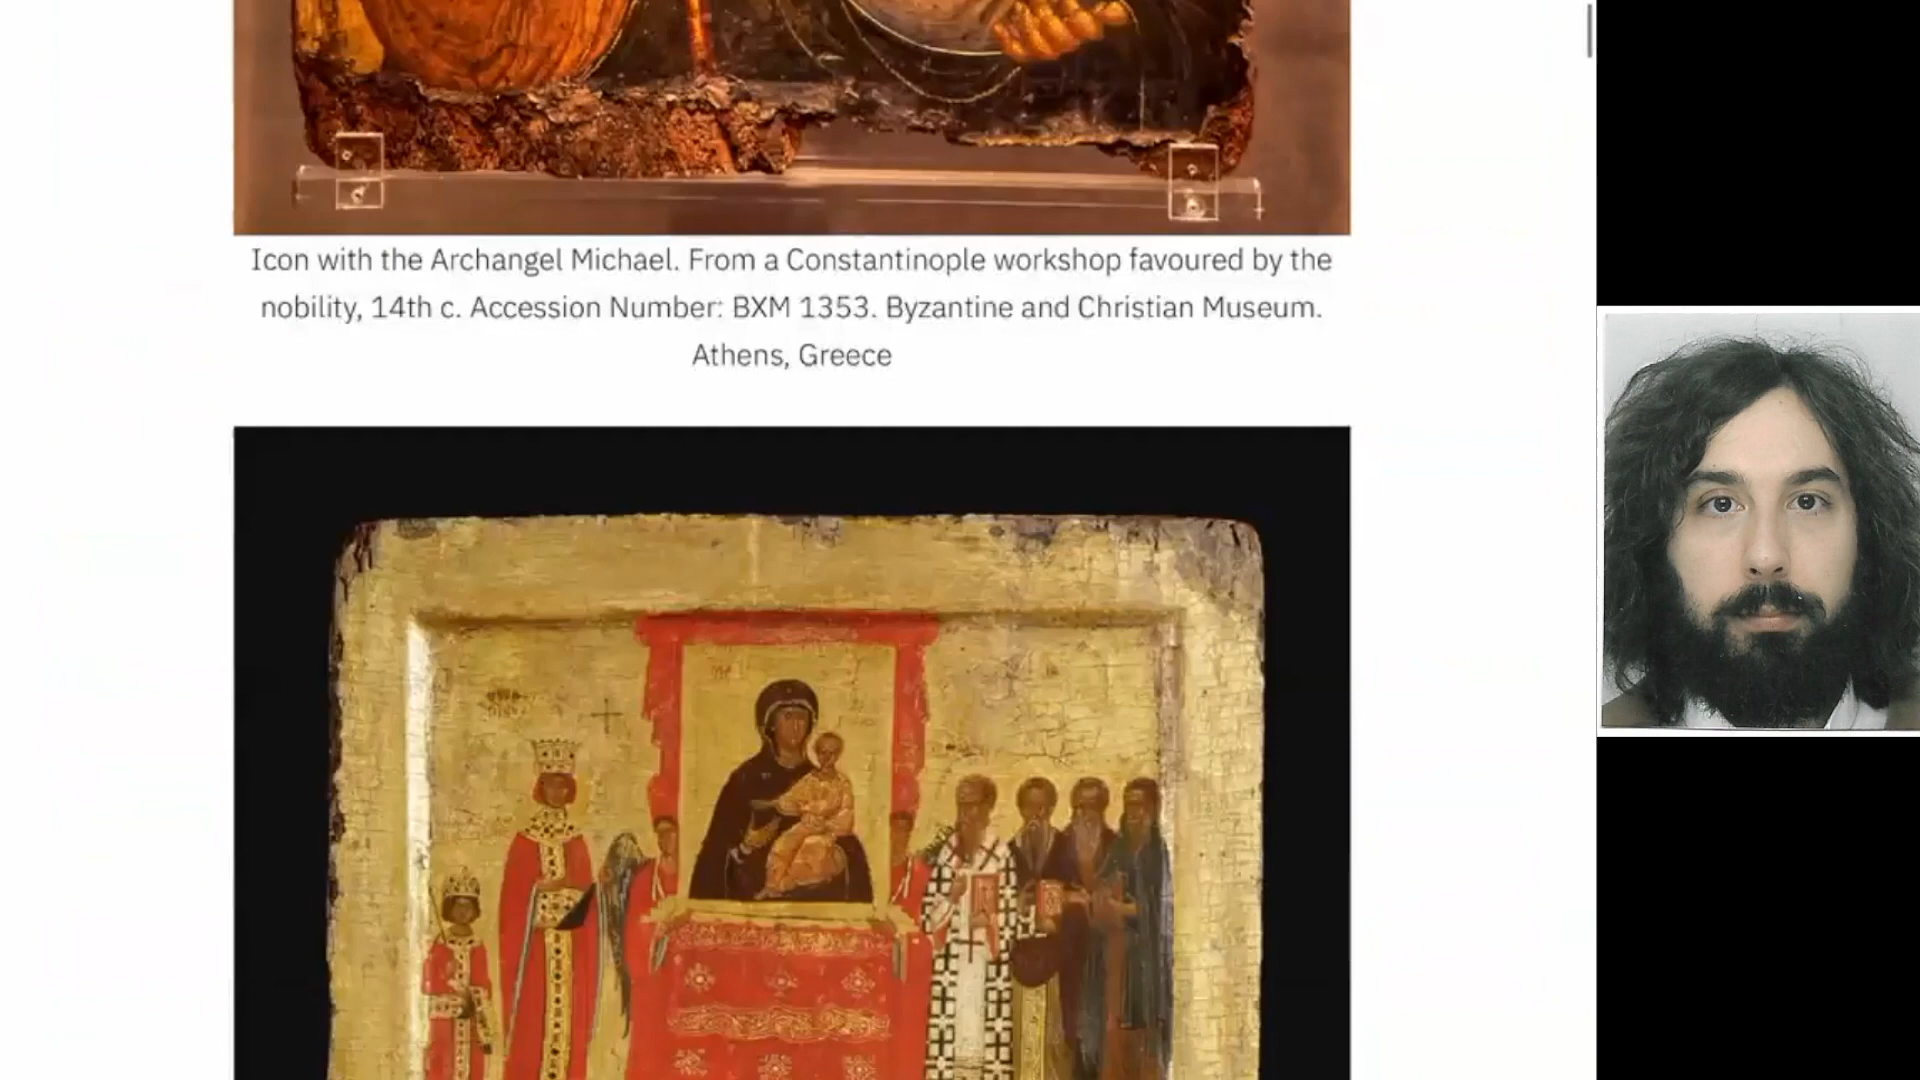 Icon with the Archangel Michael. From a Constantinople workshop favoured by the
nobility, 14th c. Accession Number: BXM 1353. Byzantine and Christian Museum.
Athens, Greece